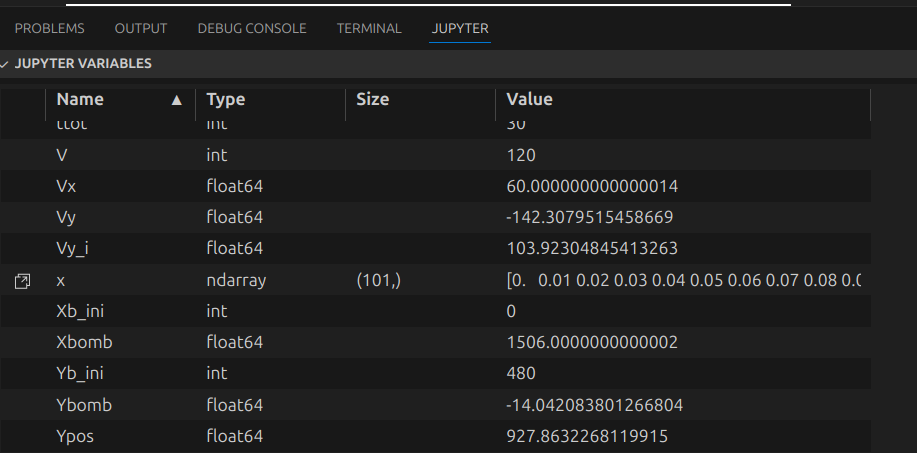 PROBLEMS OUTPUT DEBUG CONSOLE TERMINAL JUPYTER
JUPYTER VARIABLES
Name ▲ Type Size Value
ttot int 30
V int 120
Vx float64 60.000000000000014
Vy float64 -142.3079515458669
Vy_i float64 103.92304845413263
x ndarray (101,) [0. 0.01 0.02 0.03 0.04 0.05 0.06 0.07 0.08 0.0
Xb_ini int 0
Xbomb float64 1506.0000000000002
Yb_ini int 480
Ybomb float64 -14.042083801266804
Ypos float64 927.8632268119915